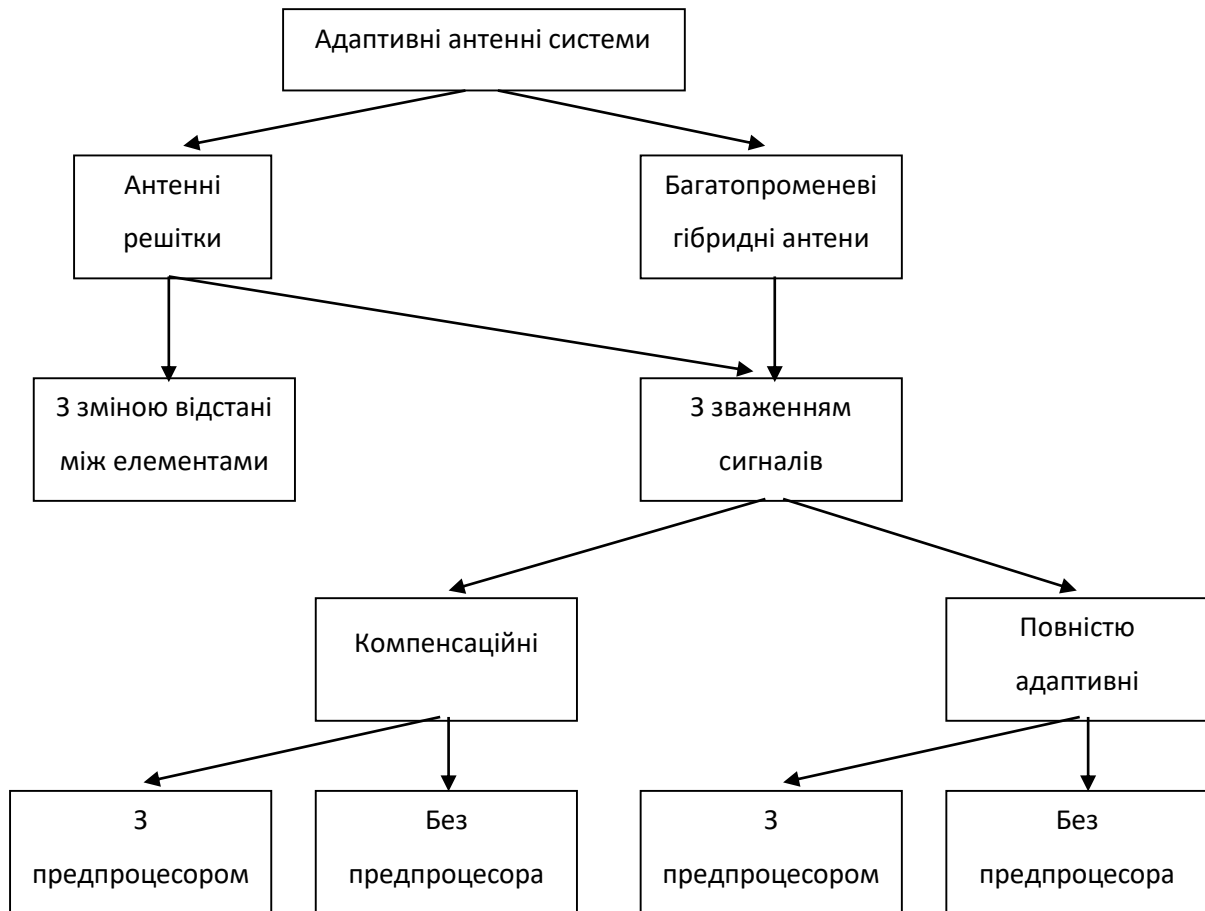 Адаптивні антенні системи
Антенні
решітки
Багатопроменеві
гібридні антени
З зміною відстані
між елементами
З зваженням
сигналів
Компенсаційні
Повністю
адаптивні
З
предпроцесором
Без
предпроцесора
З
предпроцесором
Без
предпроцесора